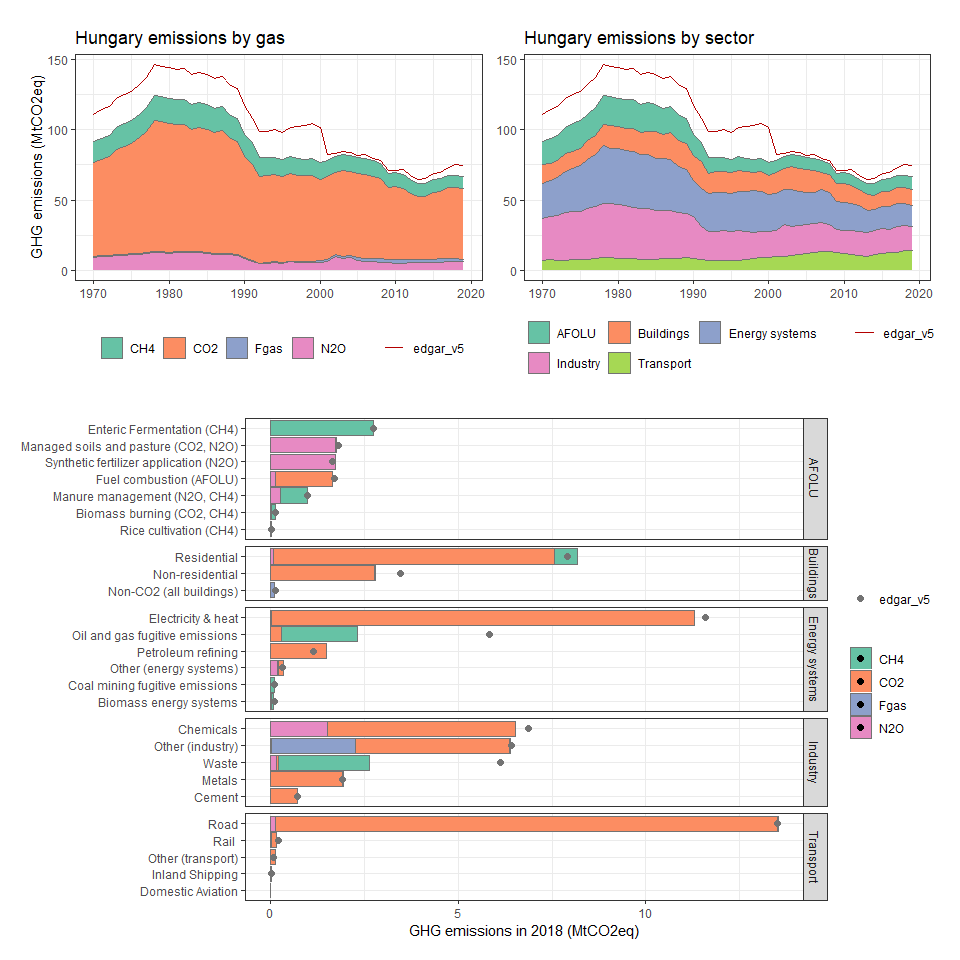 Hungary emissions by gas
GHG emissions (MtCO2eq)
150
100
50
0
1970
1980
1990
2000
2010
2020
CH4
CO2
Fgas
N2O
edgar_v5
Hungary emissions by sector
150
100
50
0
1970
1980
1990
2000
2010
2020
AFOLU
Buildings
Energy systems
edgar_v5
Industry
Transport
Enteric Fermentation (CH4)
Managed soils and pasture (CO2, N2O)
Synthetic fertilizer application (N2O)
Fuel combustion (AFOLU)
Manure management (N2O, CH4)
Biomass burning (CO2, CH4)
Rice cultivation (CH4)
AFOLU
Residential
Non-residential
Non-CO2 (all buildings)
Buildings
Electricity & heat
Oil and gas fugitive emissions
Petroleum refining
Other (energy systems)
Coal mining fugitive emissions
Biomass energy systems
Energy systems
Chemicals
Other (industry)
Waste
Metals
Cement
Industry
Road
Rail
Other (transport)
Inland Shipping
Domestic Aviation
Transport
0
5
10
GHG emissions in 2018 (MtCO2eq)
edgar_v5
CH4
CO2
Fgas
N2O